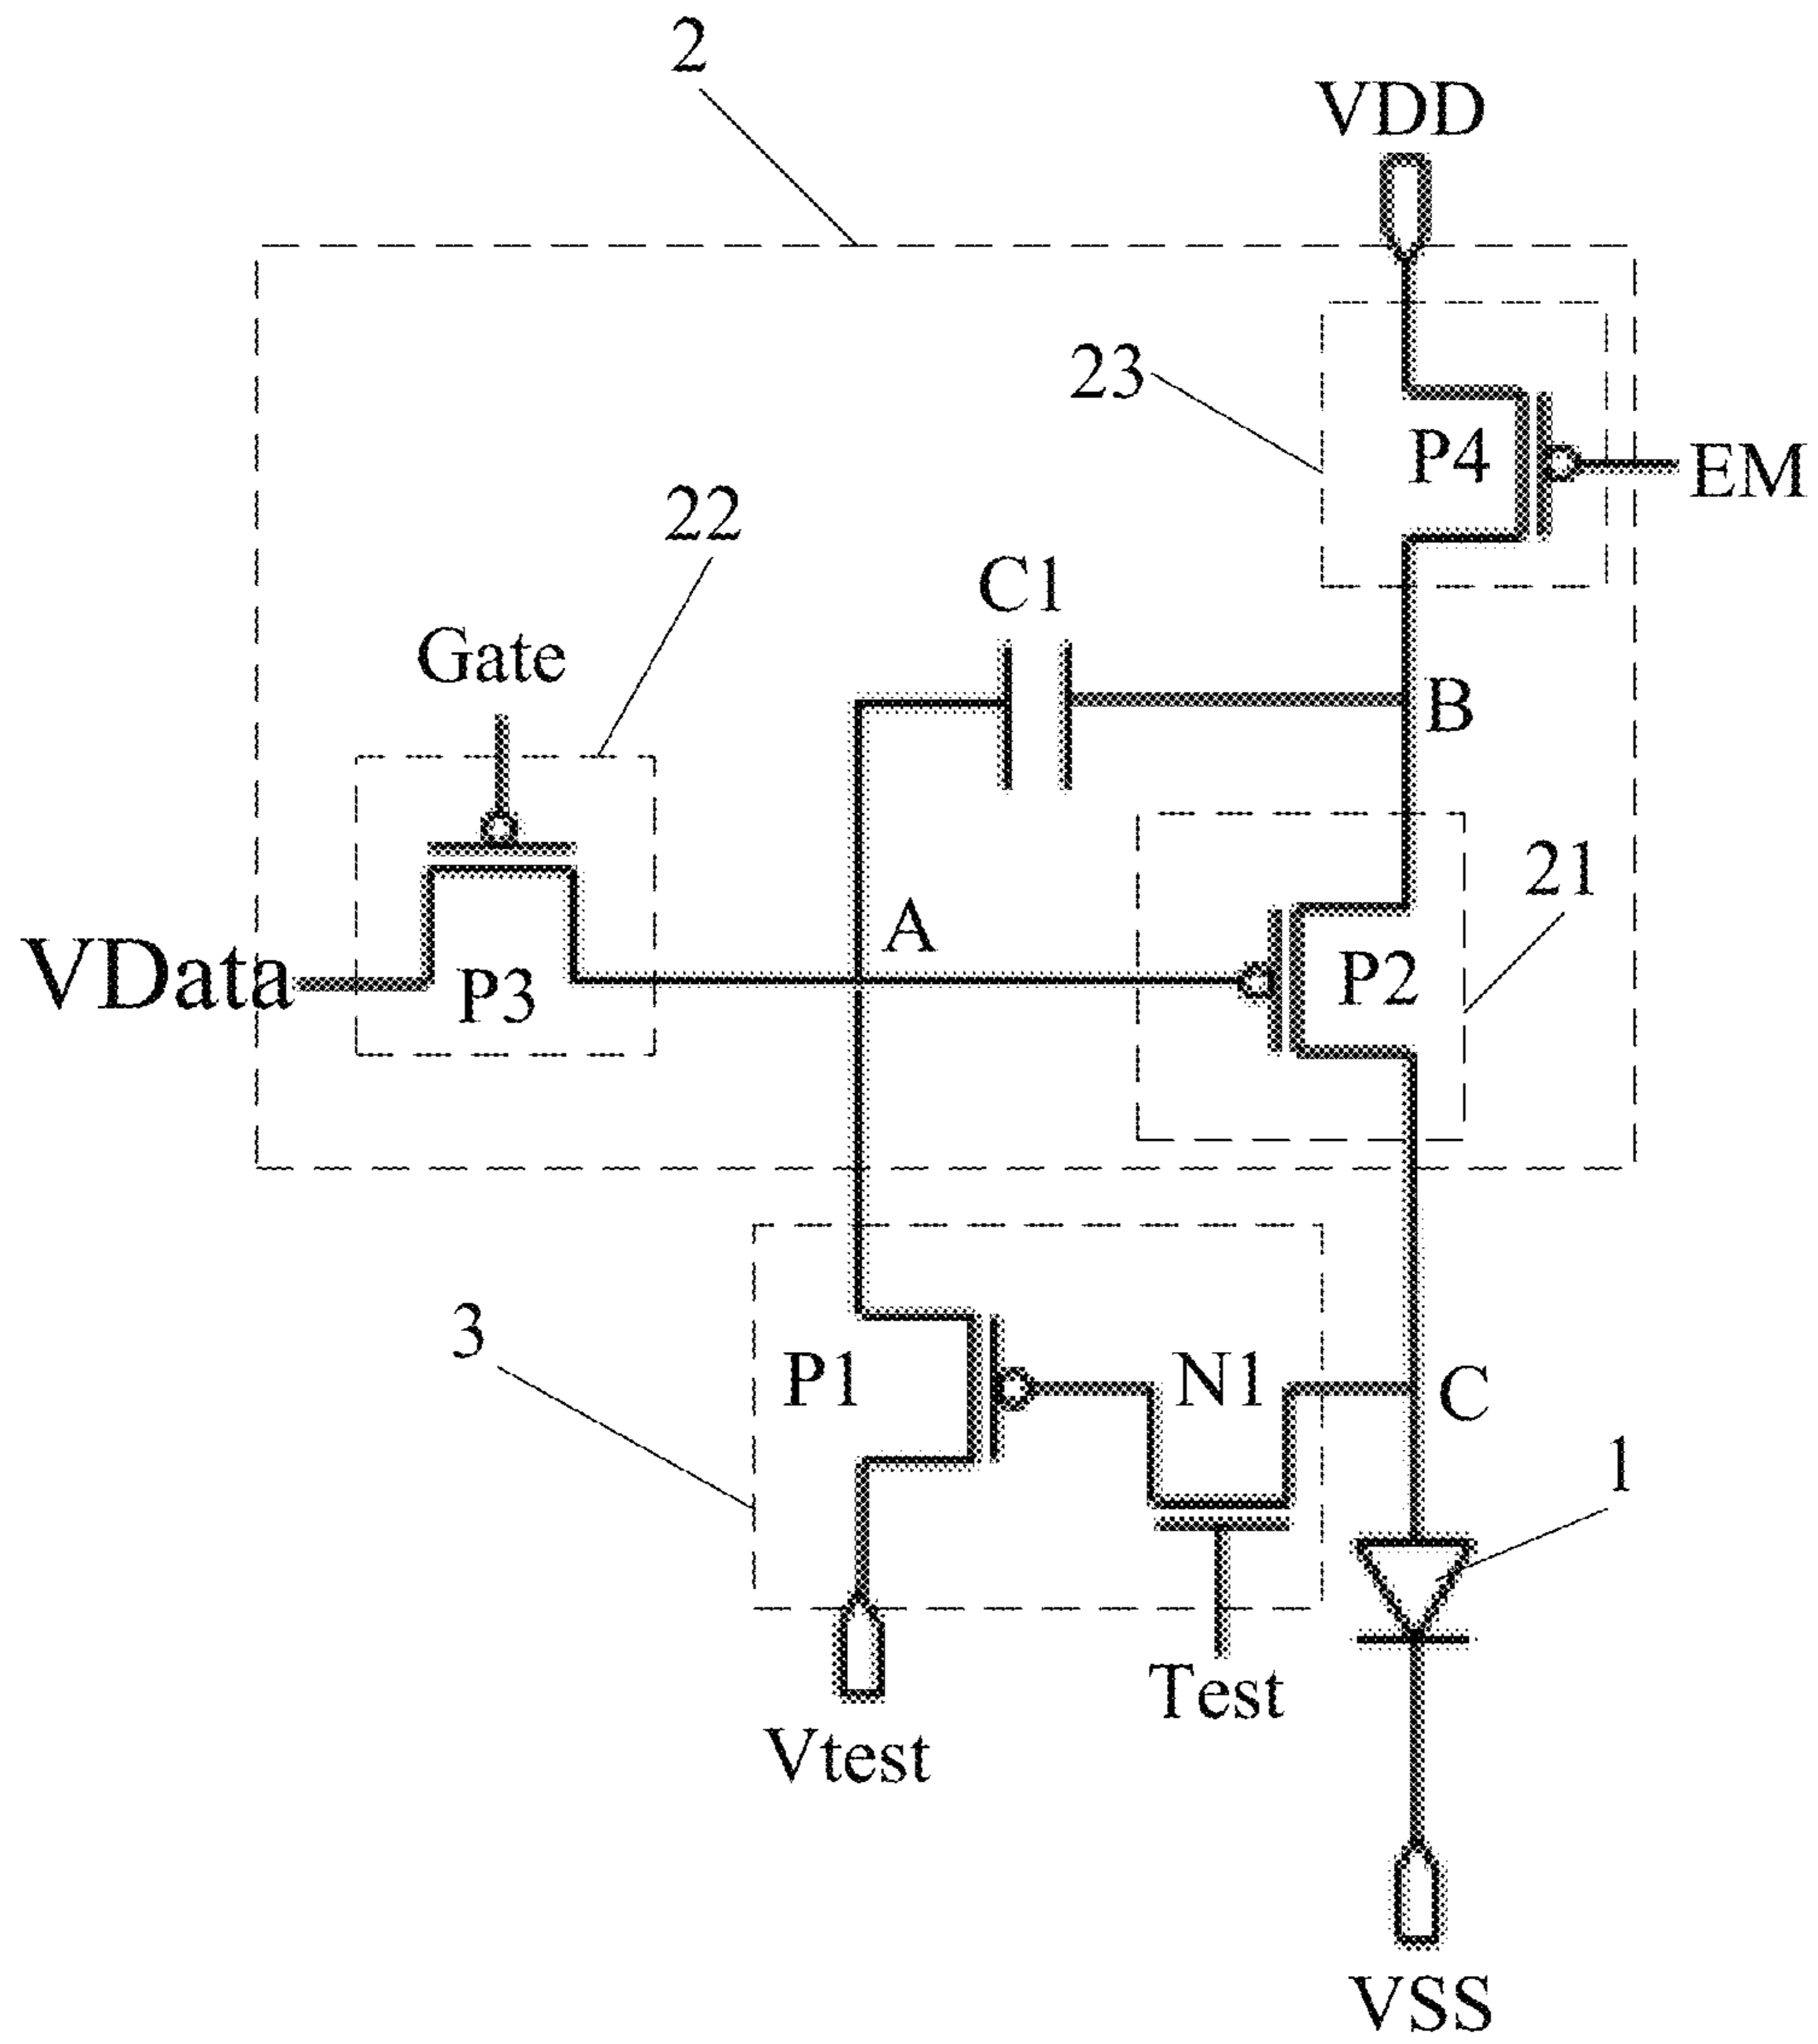 2
VDD
23
P4
EM
22
C1
Gate
B
21
A
P2
VData
P3
3
P1
N1
C
1
Test
Vtest
VSS